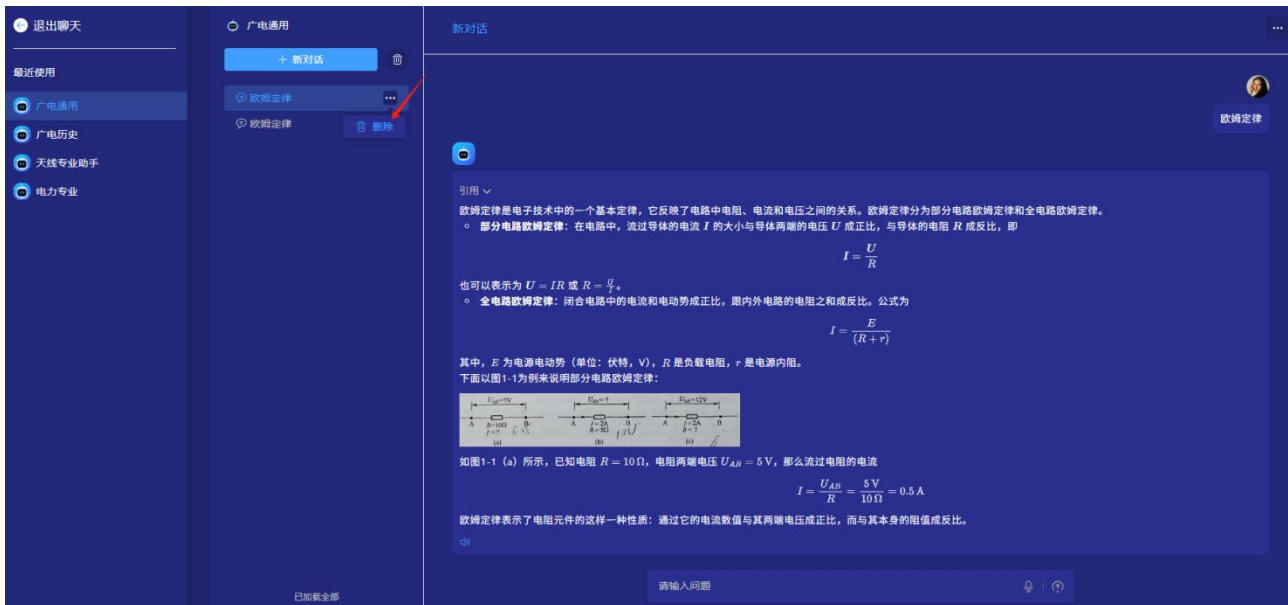 退出聊天
最近使用
广电通用
广电历史
天线专业助手
电力专业
广电通用
+ 新对话
欧姆定律
欧姆定律
删除
已加载全部
新对话
欧姆定律
引用
欧姆定律是电子技术中的一个基本定律，它反映了电路中电阻、电流和电压之间的关系。欧姆定律分为部分电路欧姆定律和全电路欧姆定律。
部分电路欧姆定律：在电路中，流过导体的电流 I 的大小与导体两端的电压 U 成正比，与导体的电阻 R 成反比，即
I = U/R
也可以表示为 U = IR 或 R = U/I。
全电路欧姆定律：闭合电路中的电流和电动势成正比，跟内外电路的电阻之和成反比。公式为
I = E/(R + r)
其中，E 为电源电动势（单位：伏特，V），R 是负载电阻，r 是电源内阻。
下面以图1-1为例来说明部分电路欧姆定律：
U_AB=5V U_AB=? U_AB=12V
A B A B A B
R=10Ω I=2A I=2A
I=? R=5Ω R=?
(a) (b) (c)
如图1-1（a）所示，已知电阻 R = 10 Ω，电阻两端电压 U_AB = 5 V，那么流过电阻的电流
I = U_AB/R = 5 V/10 Ω = 0.5 A
欧姆定律表示了电阻元件的这样一种性质：通过它的电流数值与其两端电压成正比，而与其本身的阻值成反比。
请输入问题